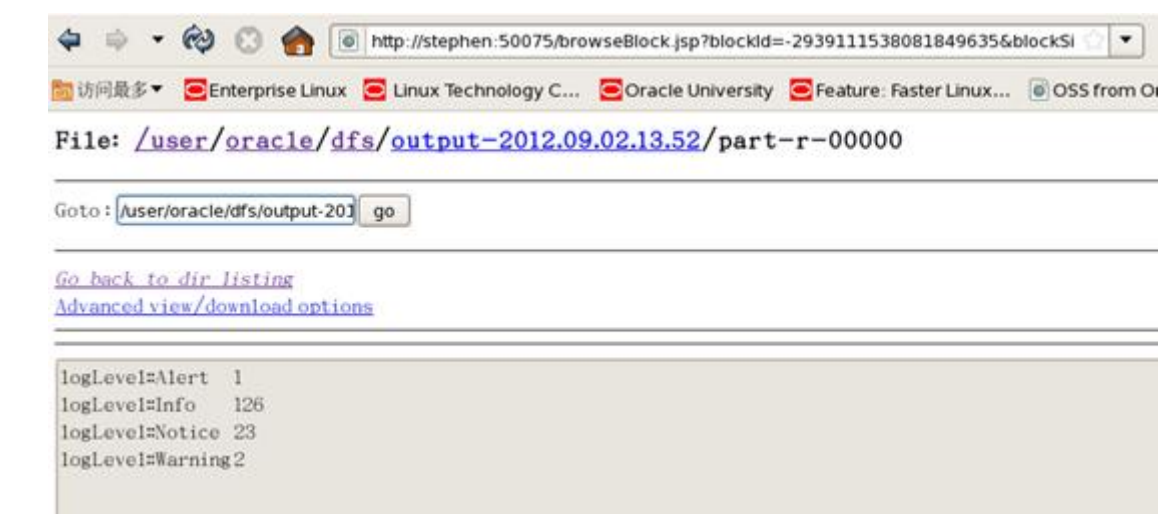 http://stephen:50075/browseBlock.jsp?blockId=-2939111538081849635&blockSi
访问最多 Enterprise Linux Linux Technology C... Oracle University Feature: Faster Linux... OSS from Or
File: /user/oracle/dfs/output-2012.09.02.13.52/part-r-00000
Goto: /user/oracle/dfs/output-201 go
Go back to dir listing
Advanced view/download options
logLevel=Alert 1
logLevel=Info 126
logLevel=Notice 23
logLevel=Warning 2